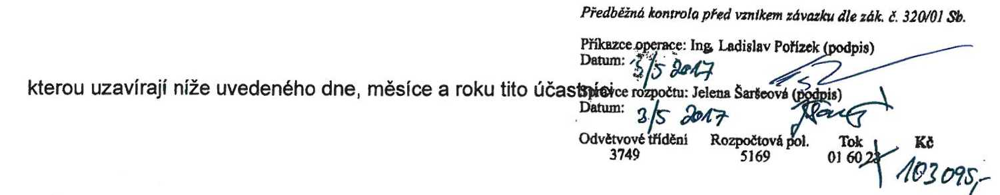 Předběžná kontrola před vznikem závazku dle zák. č. 320/01 Sb.
Příkazce operace: Ing. Ladislav Pořízek (podpis)
Datum: 3/5 2017
kterou uzavírají níže uvedeného dne, měsíce a roku tito účastníci
Správce rozpočtu: Jelena Šaršeová (podpis)
Datum: 3/5 2017
Odvětvové třídění Rozpočtová pol. Tok Kč
3749 5169 01 60 23 103 095,-